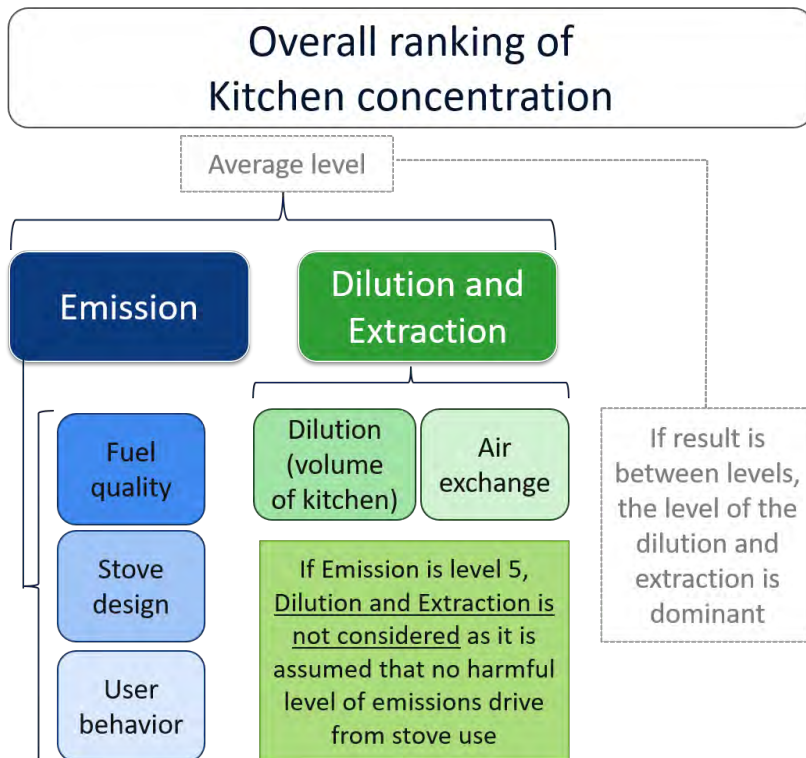 Overall ranking of
Kitchen concentration
Average level
Emission
Dilution and
Extraction
Fuel
quality
Stove
design
User
behavior
Dilution
(volume
of kitchen)
Air
exchange
If Emission is level 5,
Dilution and Extraction is
not considered as it is
assumed that no harmful
level of emissions drive
from stove use
If result is
between levels,
the level of the
dilution and
extraction is
dominant